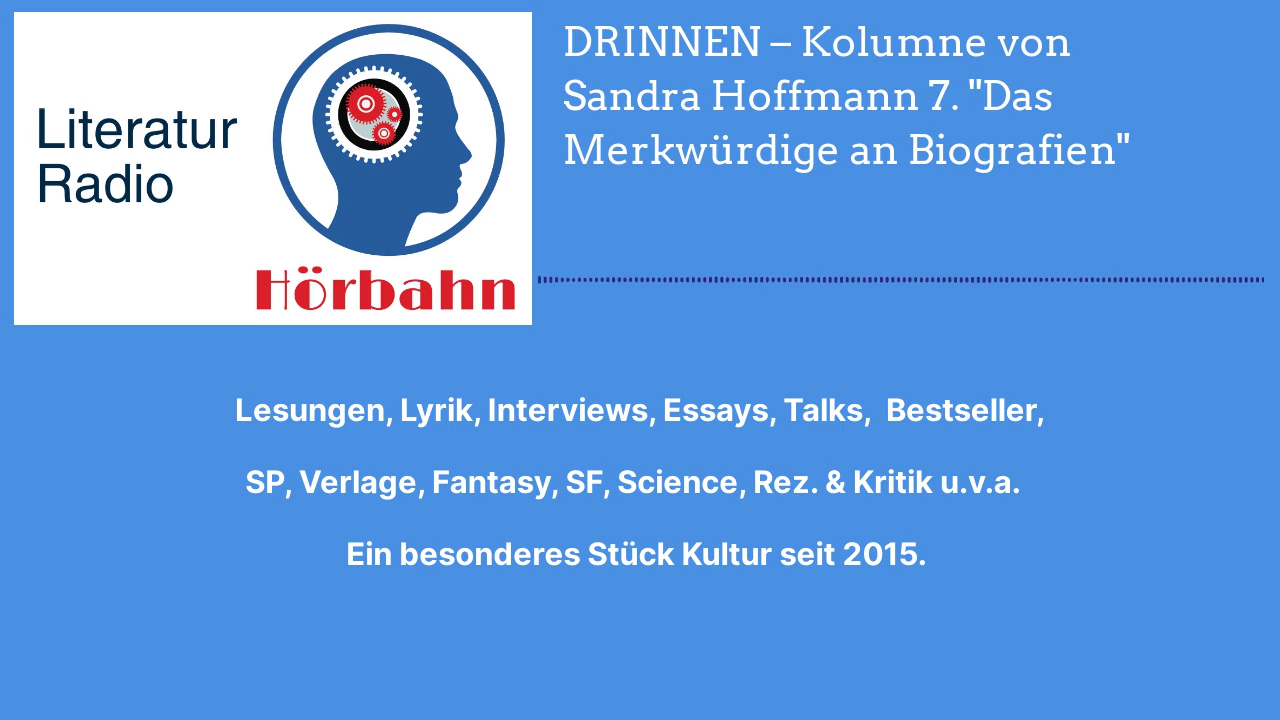 Literatur
Radio
Hörbahn
DRINNEN – Kolumne von
Sandra Hoffmann 7. "Das
Merkwürdige an Biografien"
Lesungen, Lyrik, Interviews, Essays, Talks,  Bestseller,
SP, Verlage, Fantasy, SF, Science, Rez. & Kritik u.v.a.
Ein besonderes Stück Kultur seit 2015.